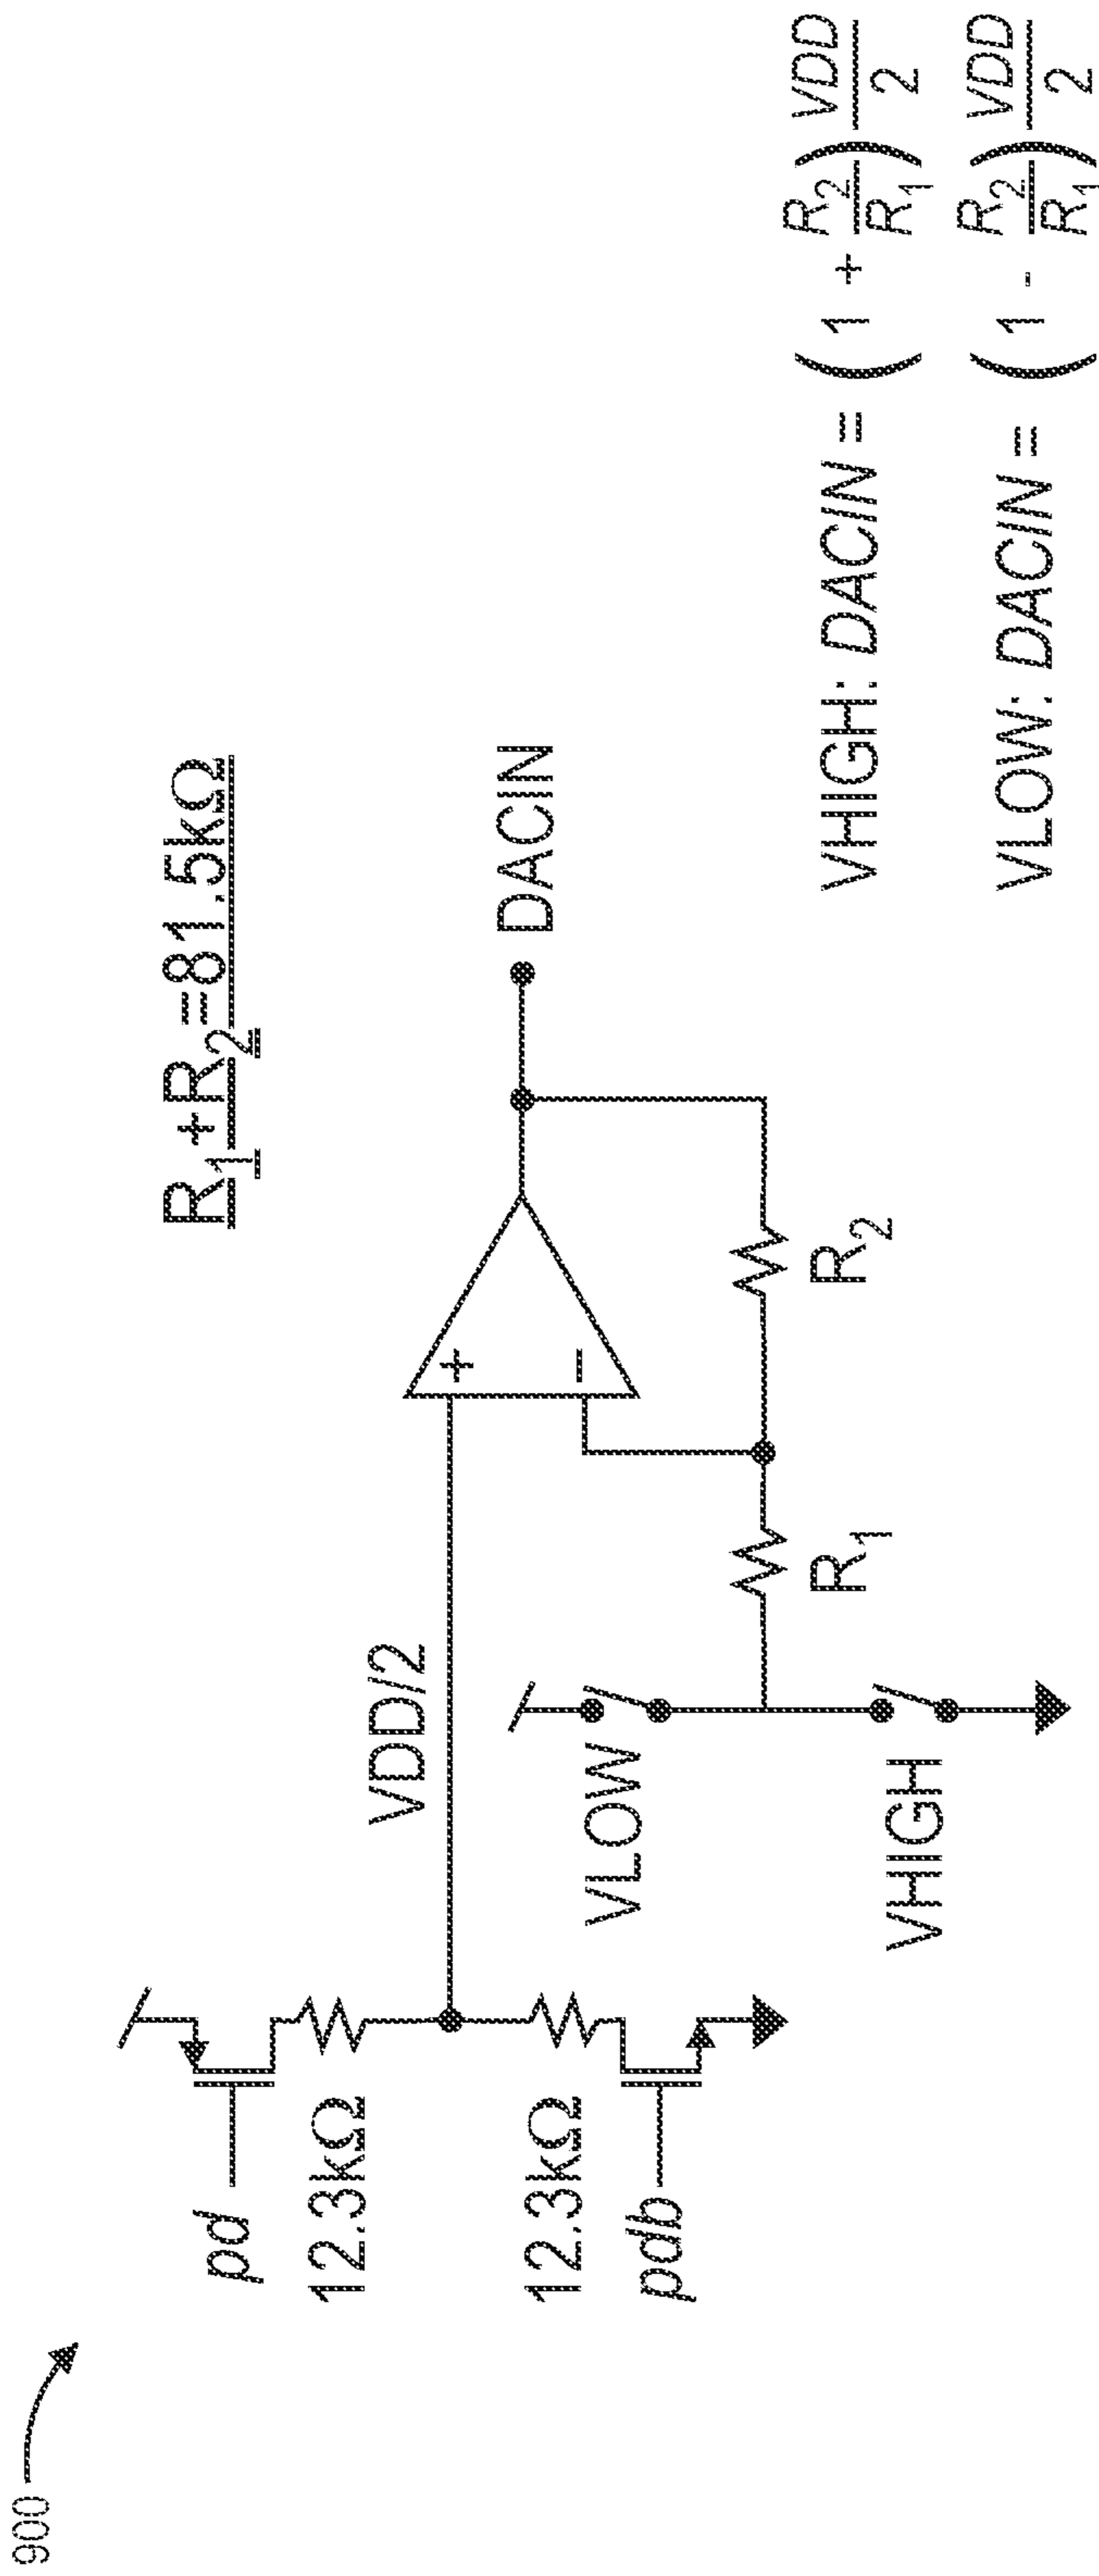 900
R₁+R₂=81.5kΩ
pd
12.3kΩ
VDD/2
12.3kΩ
pdb
+
−
DACIN
VLOW
R₁
R₂
VHIGH
VHIGH: DACIN = (1 + R₂/R₁) VDD/2
VLOW: DACIN = (1 - R₂/R₁) VDD/2